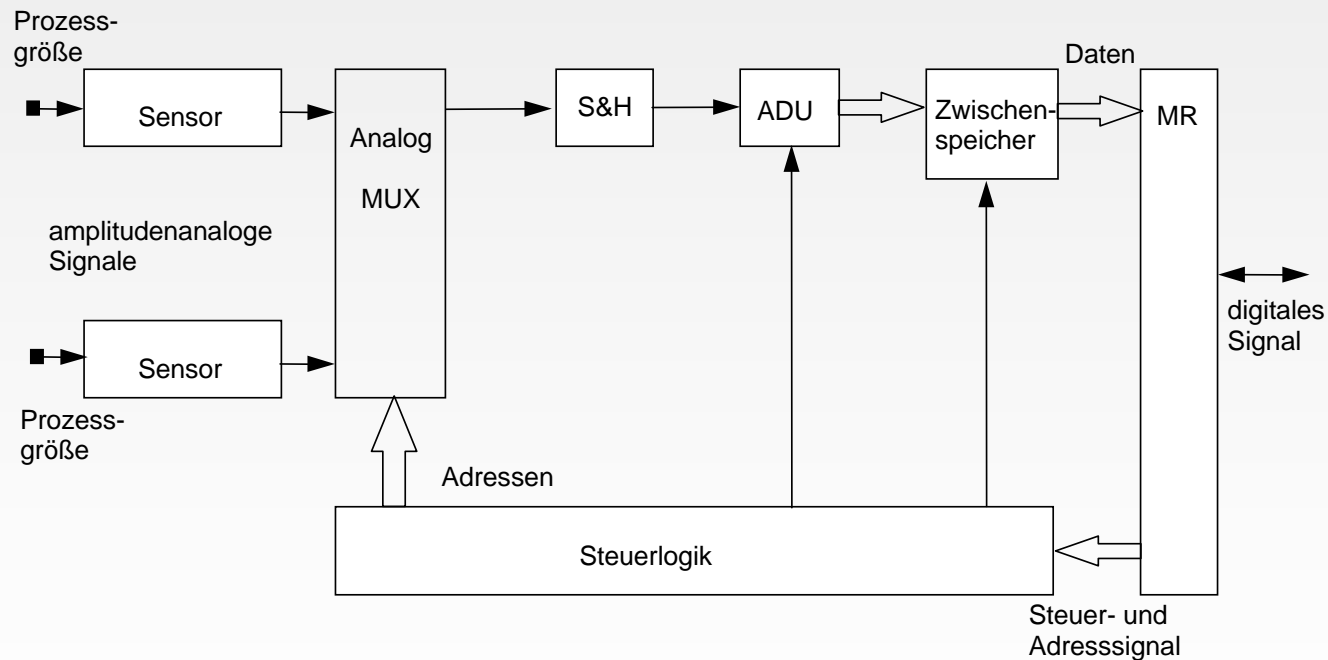 Prozess-
größe
Sensor
Analog
MUX
S&H
ADU
Zwischen-
speicher
Daten
MR
amplitudenanaloge
Signale
digitales
Signal
Sensor
Prozess-
größe
Adressen
Steuerlogik
Steuer- und
Adresssignal